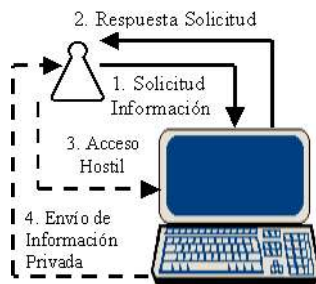 2. Respuesta Solicitud
1. Solicitud
Información
3. Acceso
Hostil
4. Envío de
Información
Privada